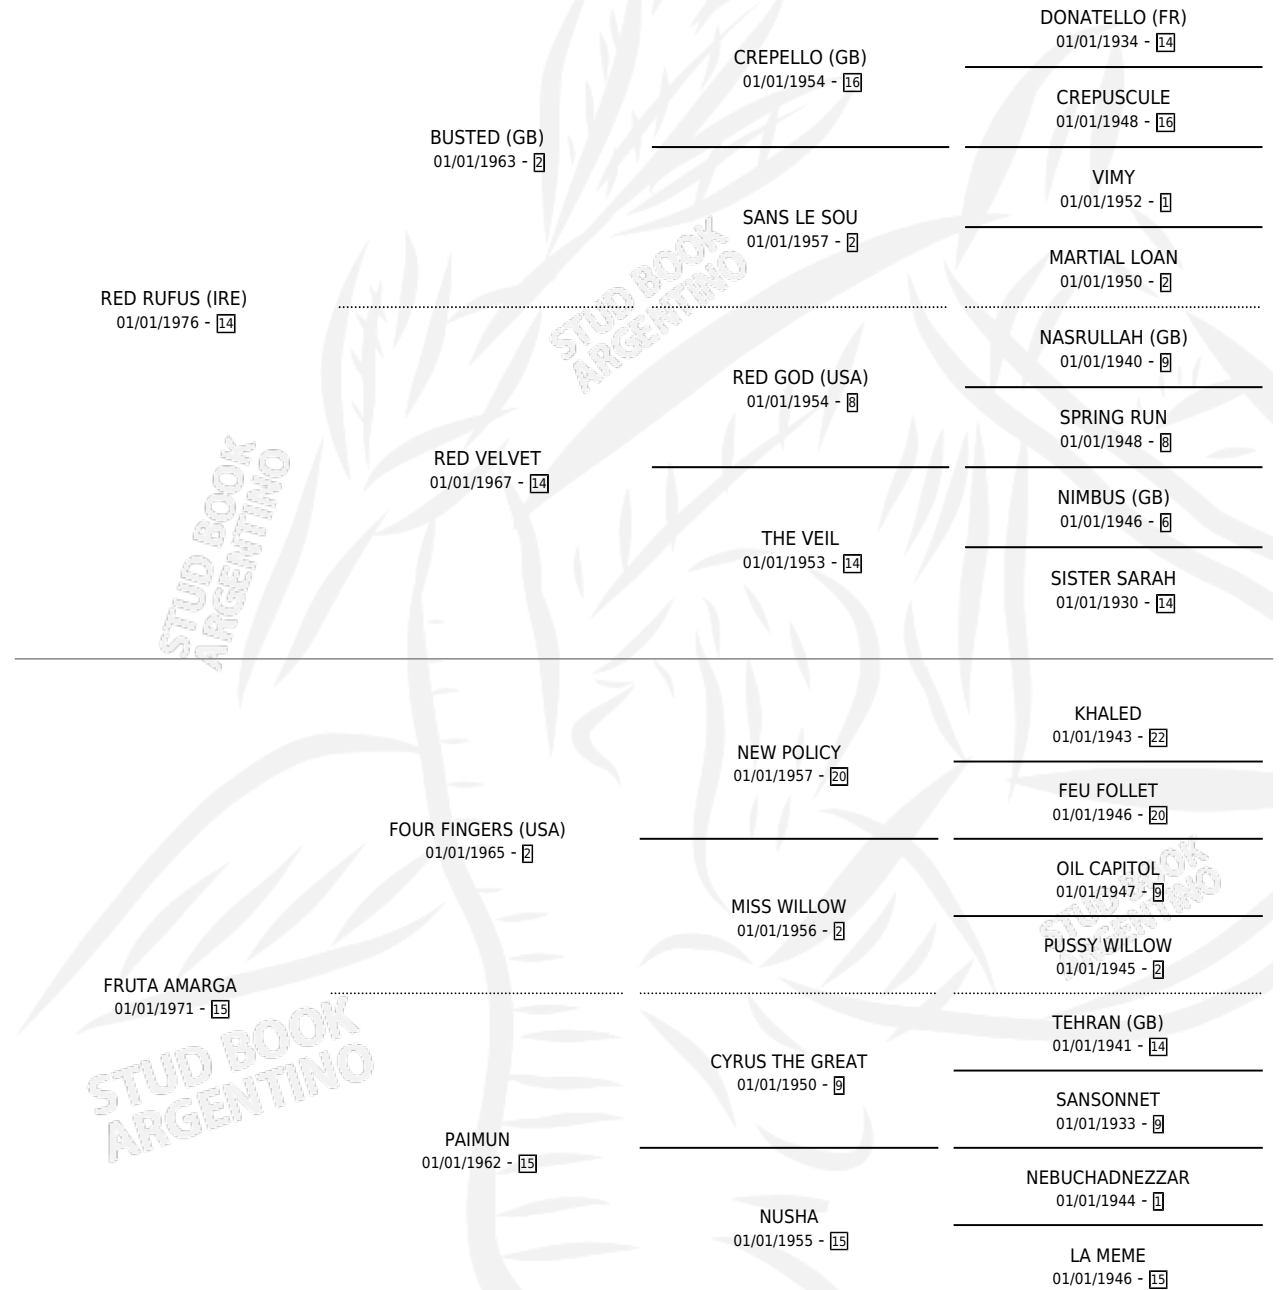 DONATELLO (FR)
01/01/1934 - 14
CREPELLO (GB)
01/01/1954 - 16
CREPUSCULE
01/01/1948 - 16
BUSTED (GB)
01/01/1963 - 2
VIMY
01/01/1952 - 1
SANS LE SOU
01/01/1957 - 2
MARTIAL LOAN
01/01/1950 - 2
RED RUFUS (IRE)
01/01/1976 - 14
NASRULLAH (GB)
01/01/1940 - 9
RED GOD (USA)
01/01/1954 - 8
SPRING RUN
01/01/1948 - 8
RED VELVET
01/01/1967 - 14
NIMBUS (GB)
01/01/1946 - 6
THE VEIL
01/01/1953 - 14
SISTER SARAH
01/01/1930 - 14
KHALED
01/01/1943 - 22
NEW POLICY
01/01/1957 - 20
FEU FOLLET
01/01/1946 - 20
FOUR FINGERS (USA)
01/01/1965 - 2
OIL CAPITOL
01/01/1947 - 9
MISS WILLOW
01/01/1956 - 2
PUSSY WILLOW
01/01/1945 - 2
FRUTA AMARGA
01/01/1971 - 15
TEHRAN (GB)
01/01/1941 - 14
CYRUS THE GREAT
01/01/1950 - 9
SANSONNET
01/01/1933 - 9
PAIMUN
01/01/1962 - 15
NEBUCHADNEZZAR
01/01/1944 - 1
NUSHA
01/01/1955 - 15
LA MEME
01/01/1946 - 15
STUD BOOK
ARGENTINO
STUD BOOK
ARGENTINO
STUD BOOK
ARGENTINO
STUD BOOK
ARGENTINO